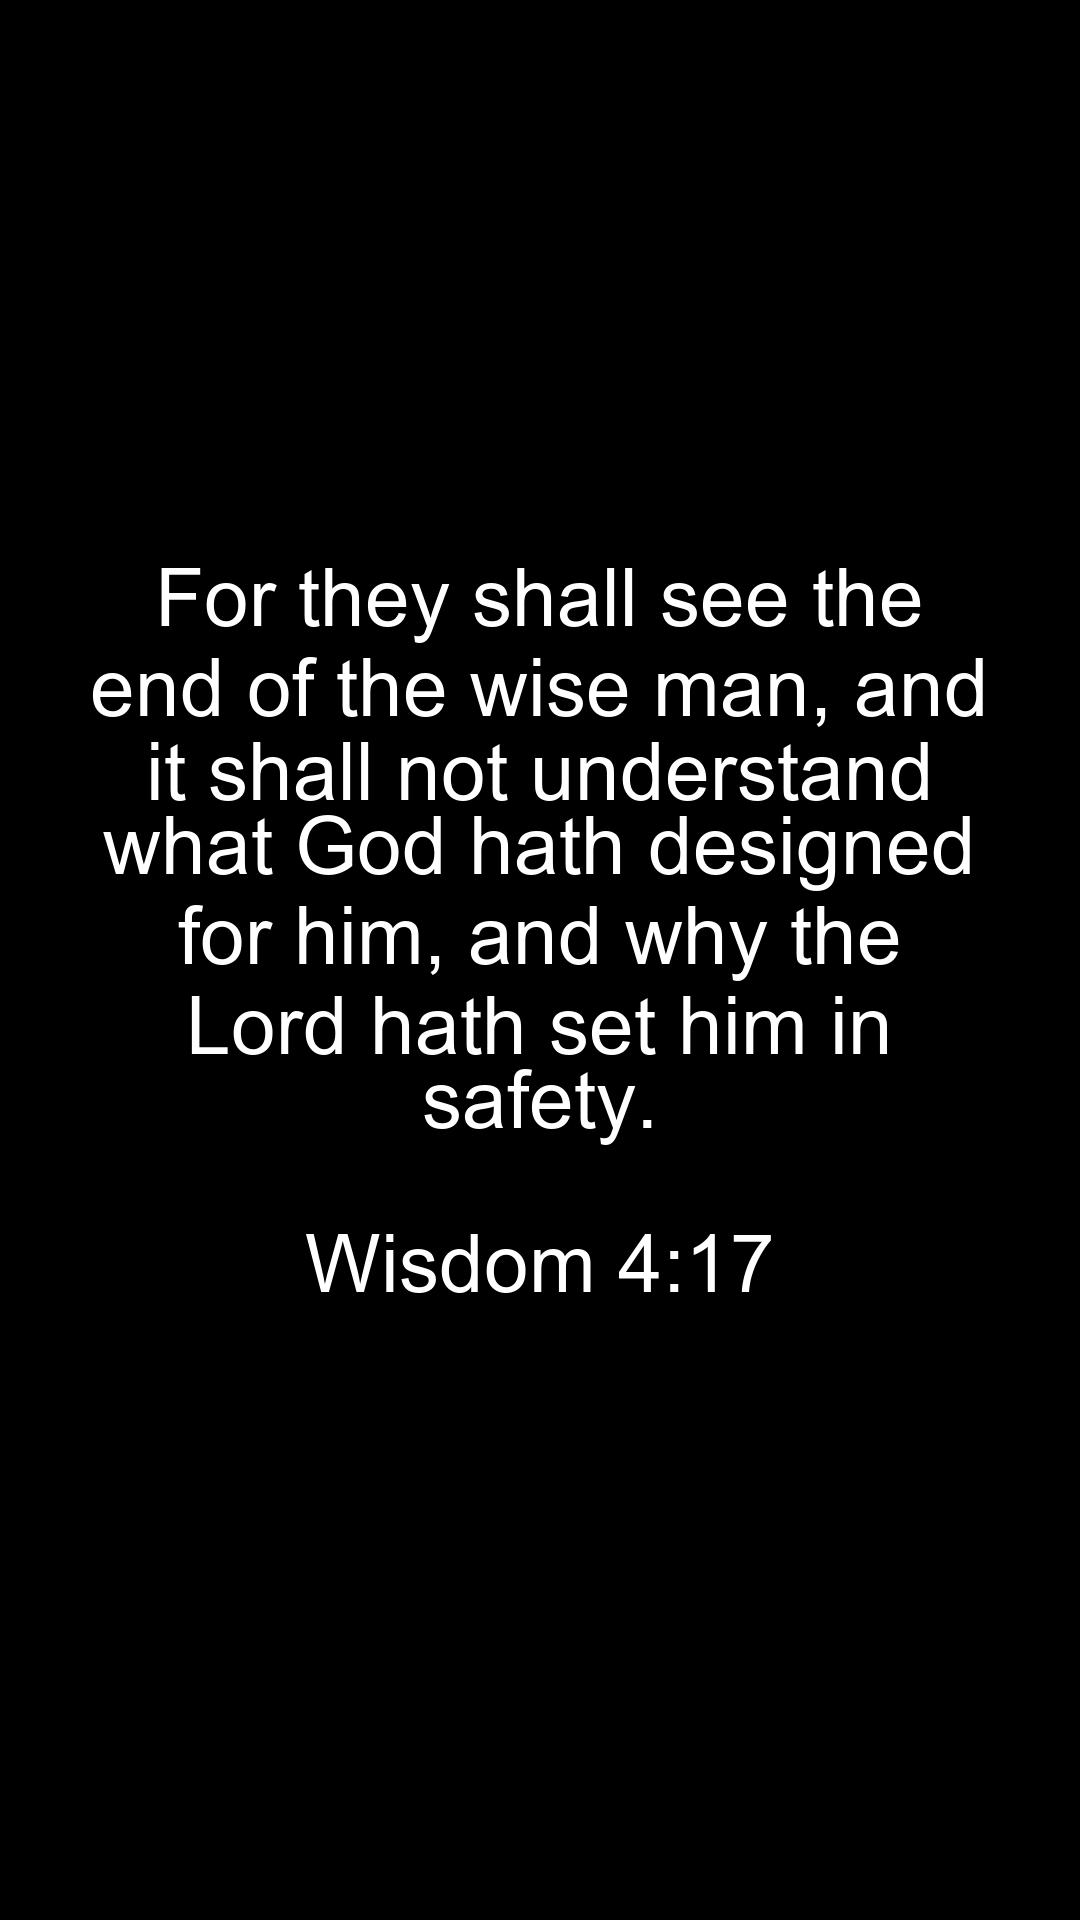 For they shall see the
end of the wise man, and
it shall not understand
what God hath designed
for him, and why the
Lord hath set him in
safety.
Wisdom 4:17